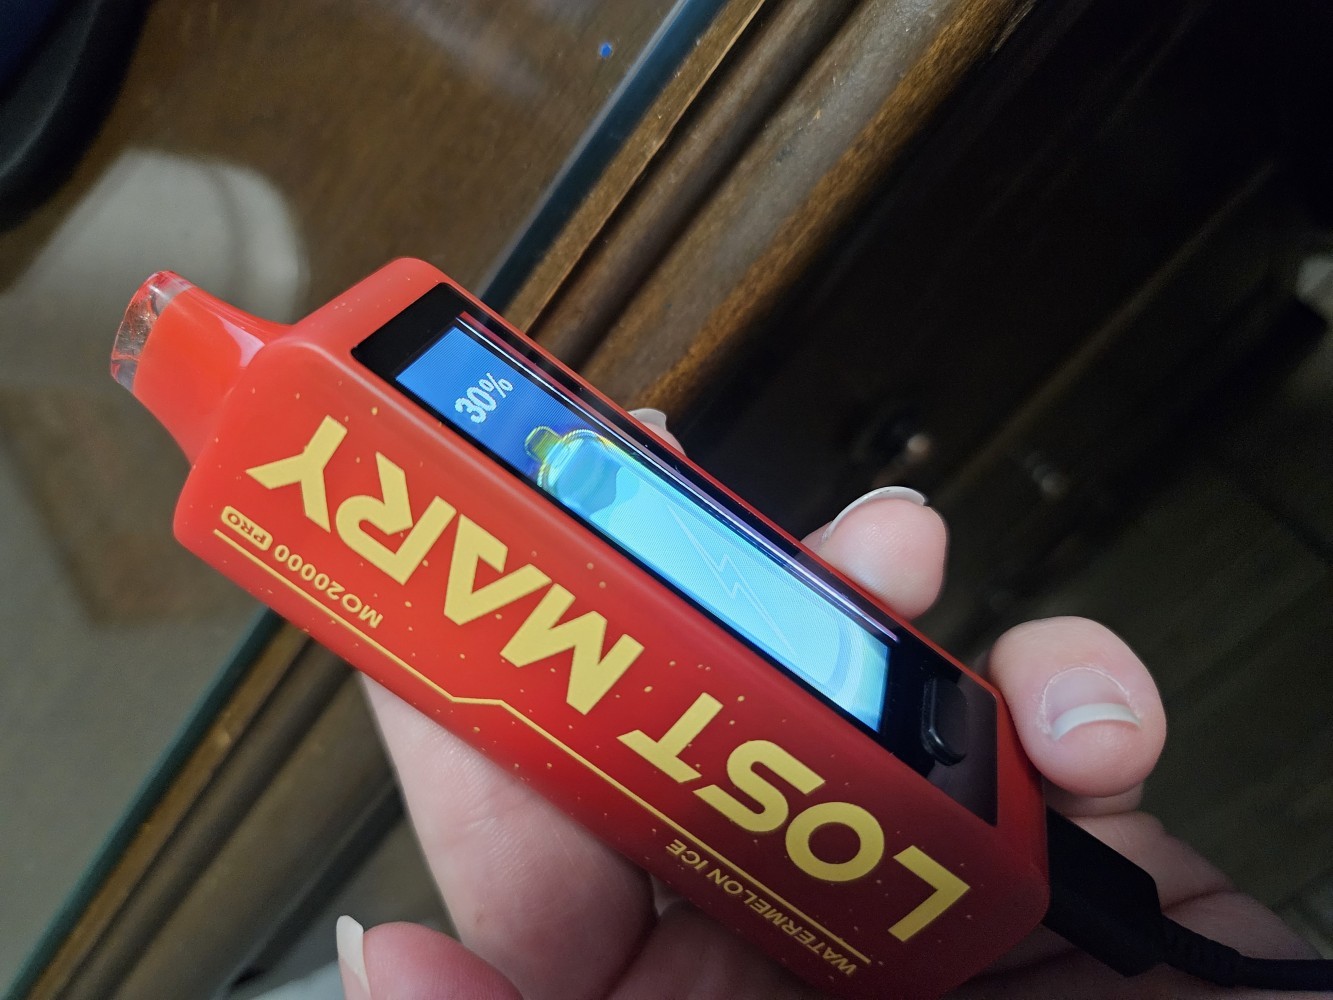 30%
LOST MARY
MO20000 PRO
WATERMELON ICE